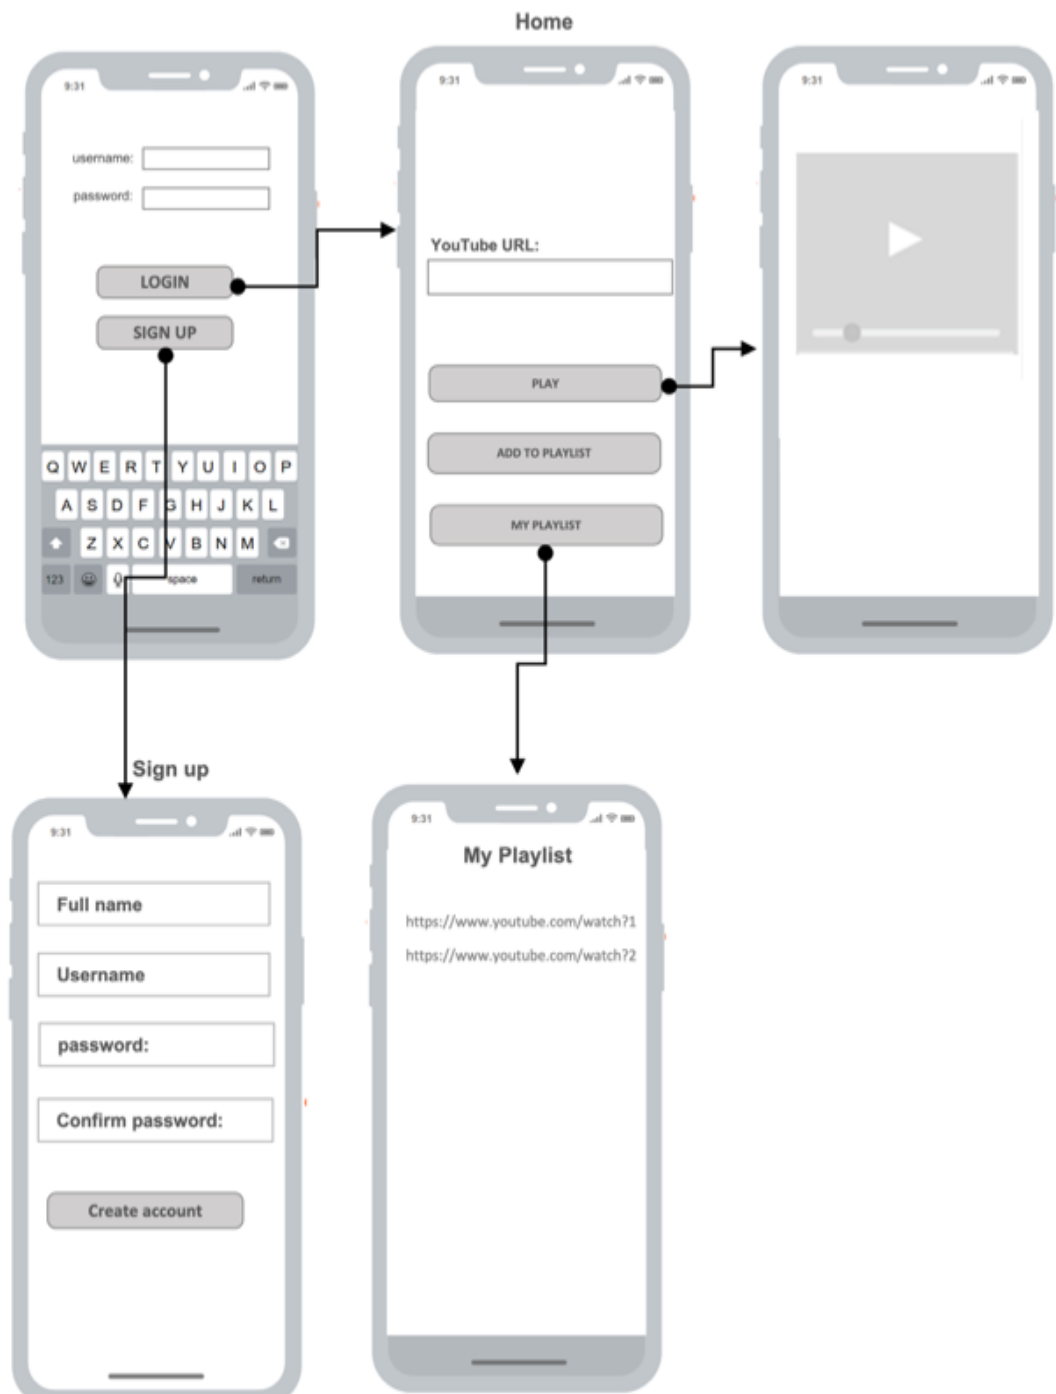 Home
9:31
username:
password:
LOGIN
SIGN UP
Q W E R T Y U I O P
A S D F G H J K L
Z X C V B N M
123 space return
9:31
YouTube URL:
PLAY
ADD TO PLAYLIST
MY PLAYLIST
9:31
Sign up
9:31
Full name
Username
password:
Confirm password:
Create account
9:31
My Playlist
https://www.youtube.com/watch?1
https://www.youtube.com/watch?2